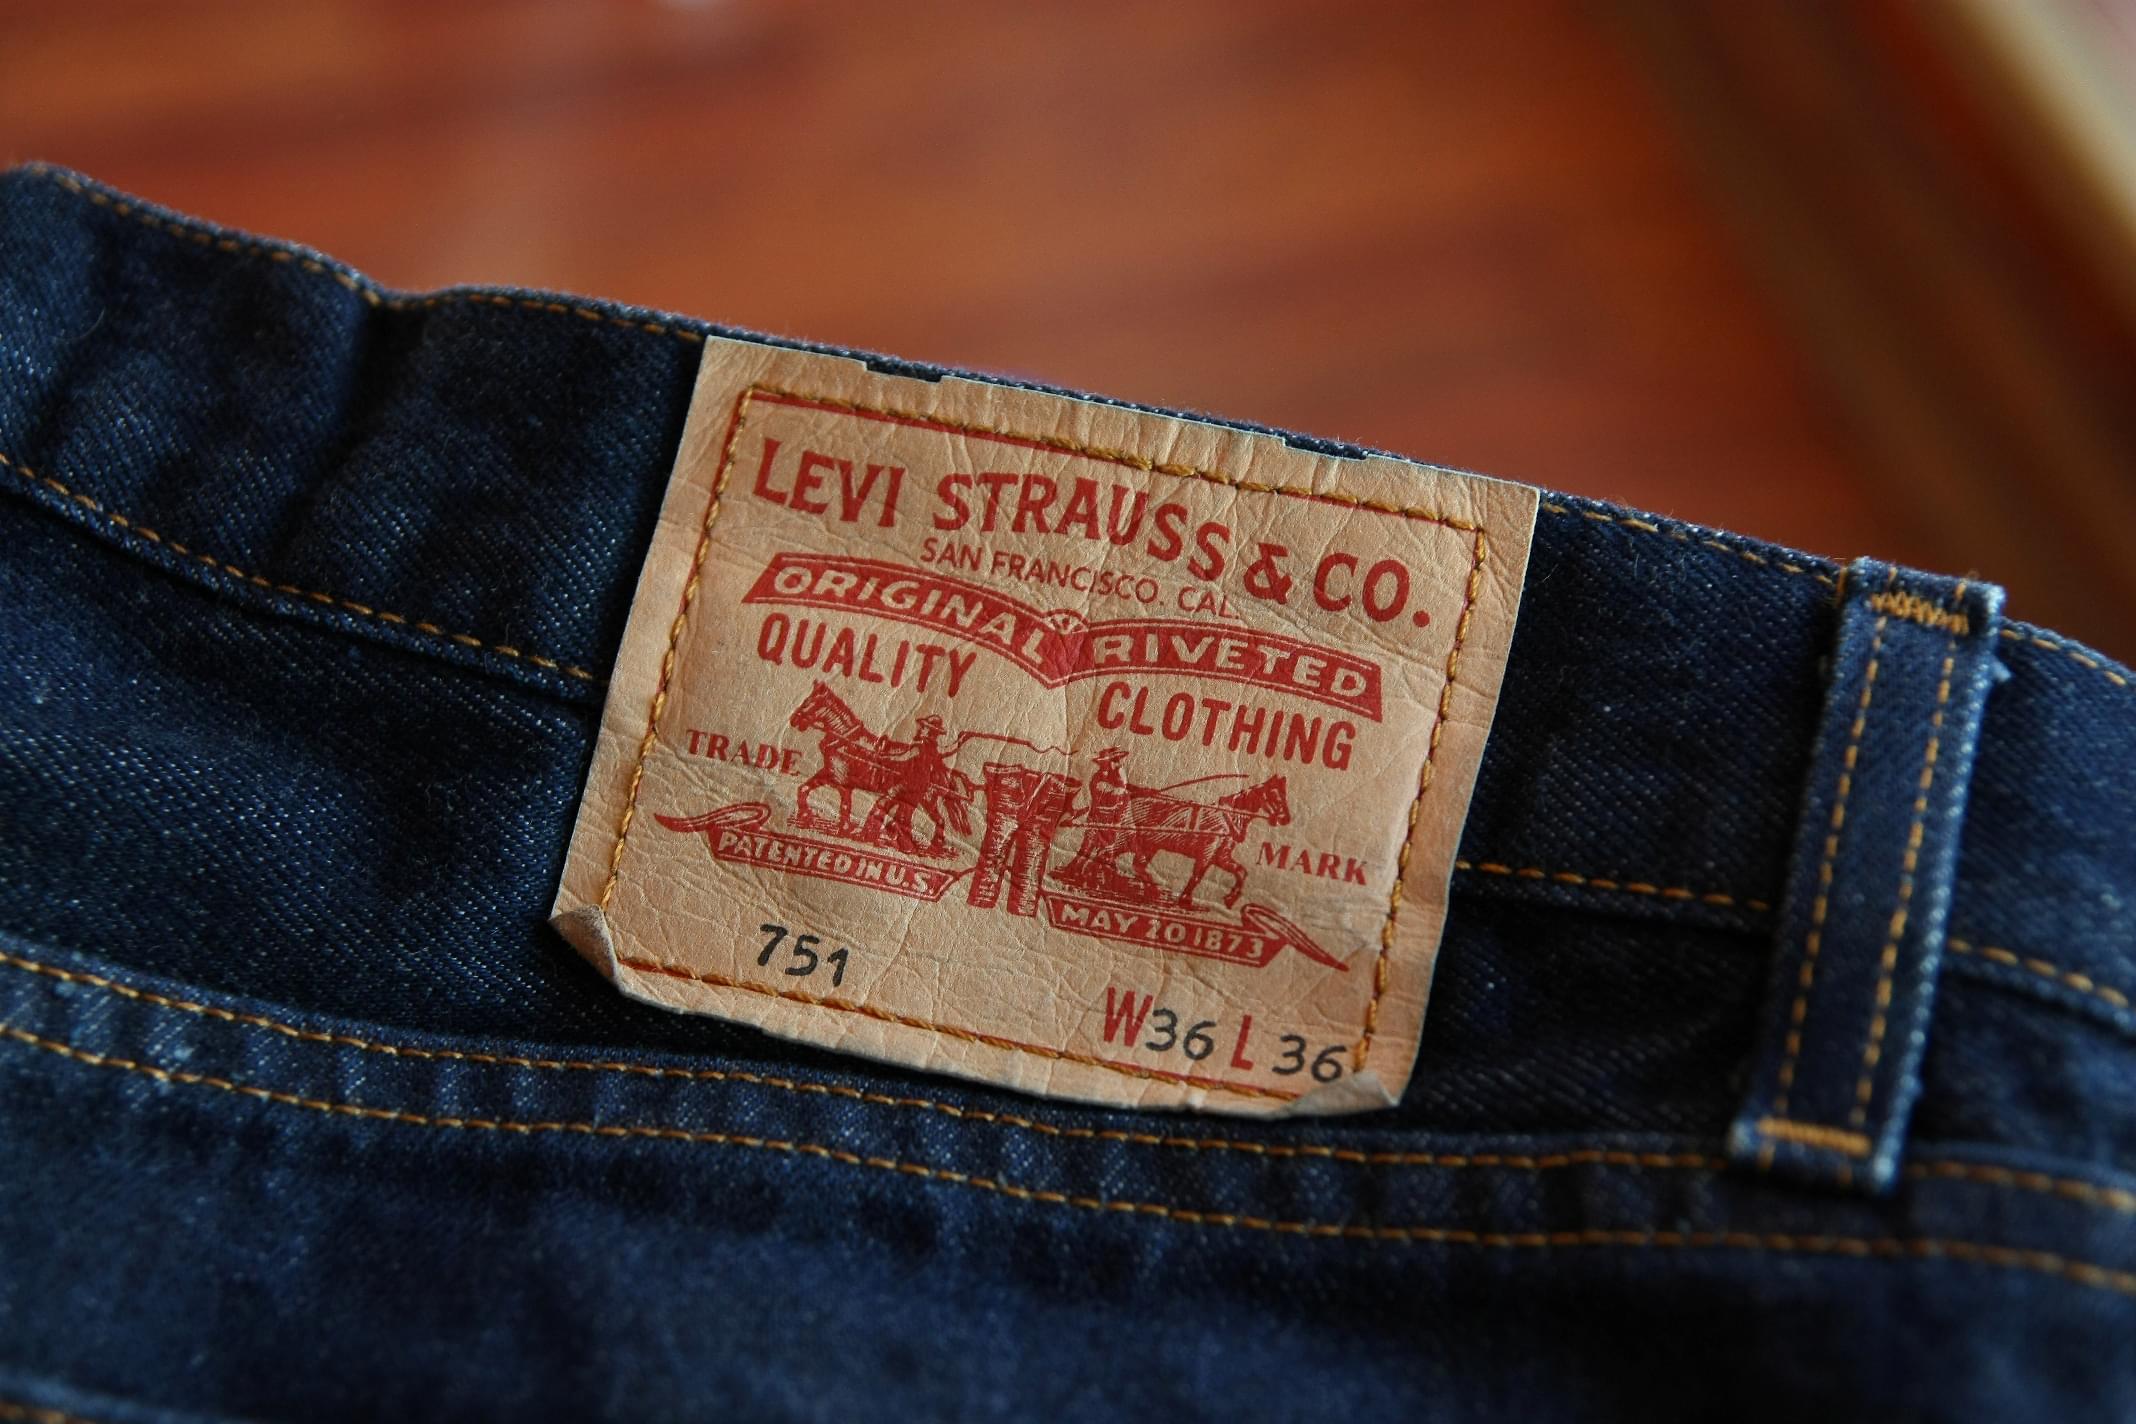 LEVI STRAUSS & CO.
SAN FRANCISCO. CAL.
ORIGINAL RIVETED
QUALITY CLOTHING
TRADE MARK
PATENTED IN U.S.
MAY 20 1873
751
W36 L 36